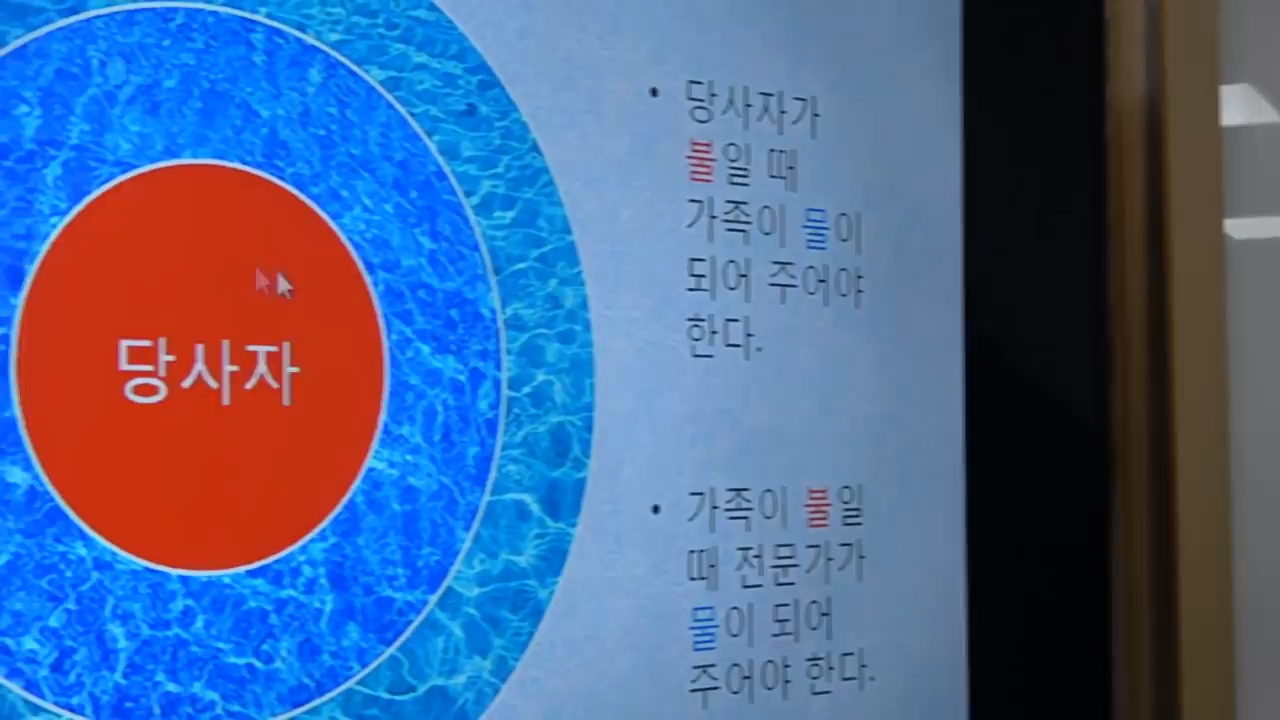 당사자
• 당사자가
불일 때
가족이 물이
되어 주어야
한다.
• 가족이 불일
때 전문가가
물이 되어
주어야 한다.